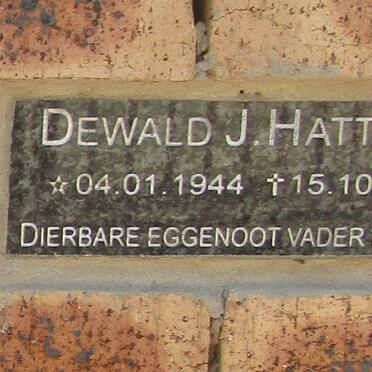 DEWALD J. HATT
☆ 04.01.1944 ✝ 15.10
DIERBARE EGGENOOT VADER